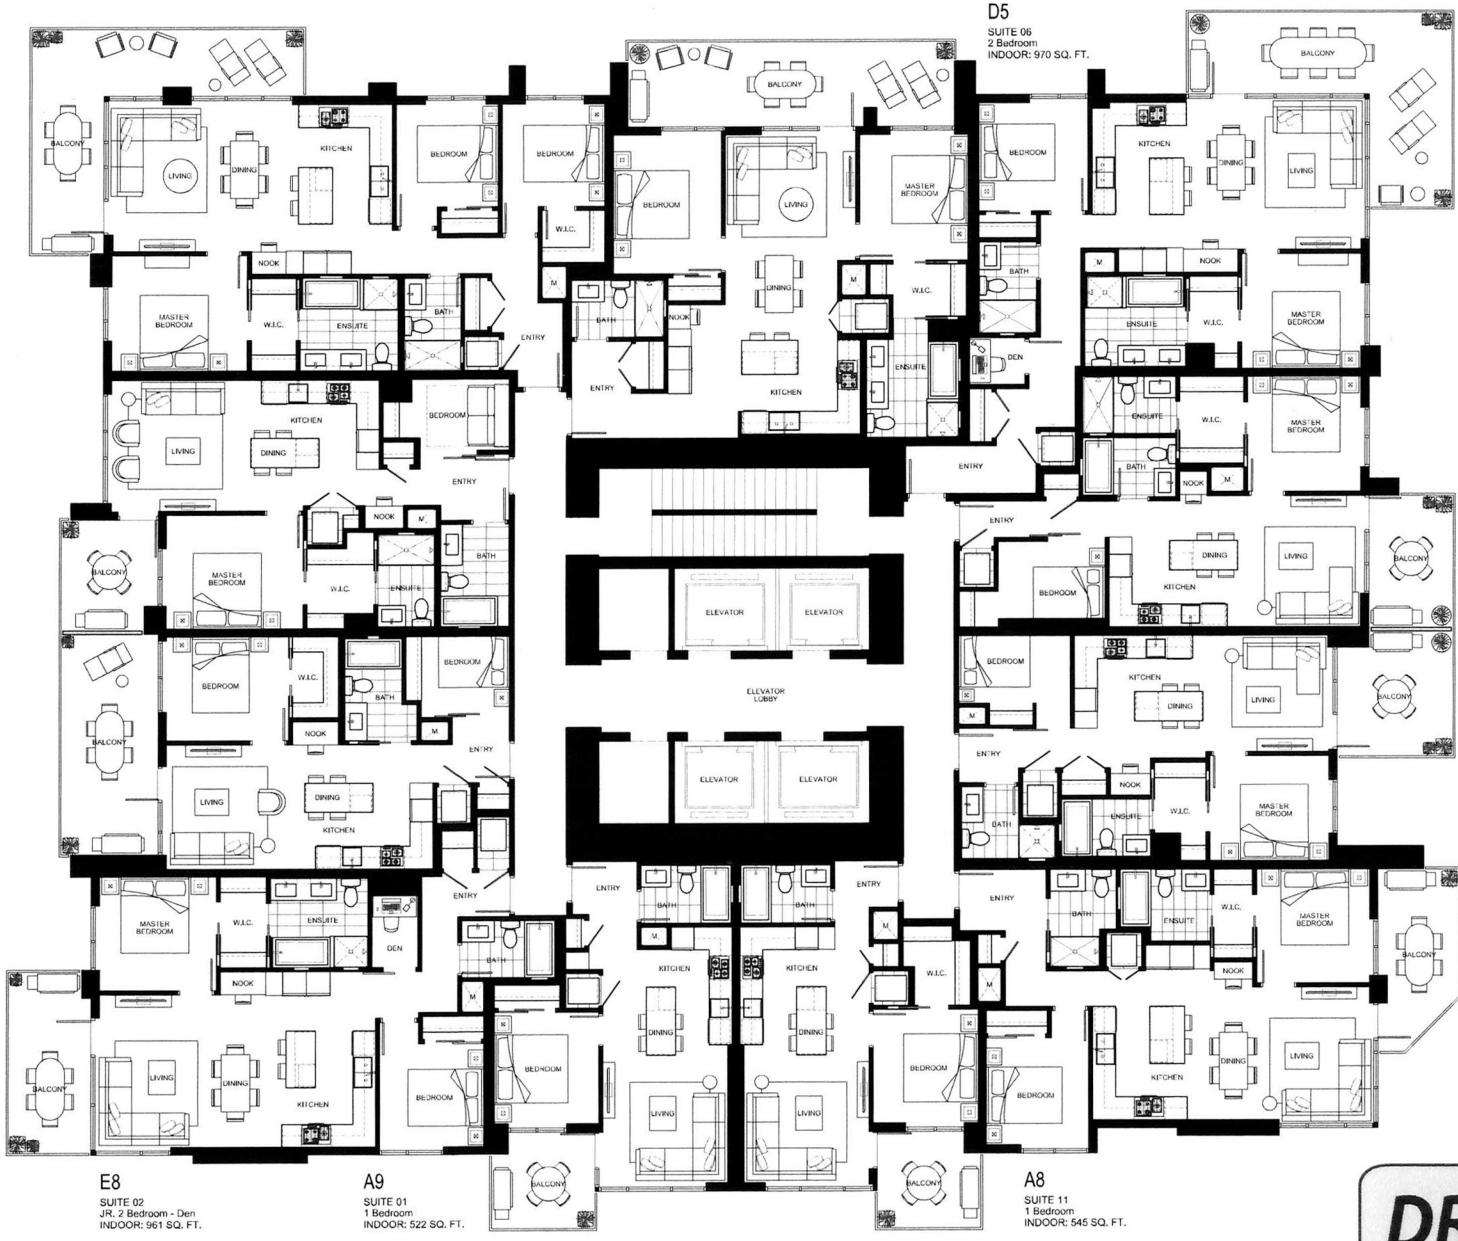 D5
SUITE 06
2 Bedroom
INDOOR: 970 SQ. FT.
BALCONY
BALCONY
BALCONY
LIVING
DINING
KITCHEN
BEDROOM
BEDROOM
W.I.C.
M
NOOK
MASTER
BEDROOM
W.I.C.
ENSUITE
BATH
ENTRY
BEDROOM
LIVING
MASTER
BEDROOM
DINING
M
W.I.C.
BATH
NOOK
ENTRY
KITCHEN
ENSUITE
BEDROOM
KITCHEN
DINING
LIVING
BATH
M
NOOK
ENSUITE
W.I.C.
MASTER
BEDROOM
DEN
ENTRY
LIVING
DINING
KITCHEN
BEDROOM
ENTRY
NOOK
M
BATH
BALCONY
MASTER
BEDROOM
W.I.C.
ENSUITE
ENSUITE
W.I.C.
MASTER
BEDROOM
BATH
NOOK
M
ENTRY
BEDROOM
DINING
KITCHEN
LIVING
BALCONY
ELEVATOR
ELEVATOR
ELEVATOR
LOBBY
ELEVATOR
ELEVATOR
BEDROOM
W.I.C.
BATH
BEDROOM
NOOK
M
ENTRY
BALCONY
LIVING
DINING
KITCHEN
BEDROOM
KITCHEN
DINING
LIVING
BALCONY
M
ENTRY
NOOK
W.I.C.
MASTER
BEDROOM
BATH
ENSUITE
MASTER
BEDROOM
W.I.C.
ENSUITE
DEN
ENTRY
BATH
NOOK
M
BALCONY
LIVING
DINING
KITCHEN
BEDROOM
ENTRY
BATH
M
KITCHEN
DINING
BEDROOM
LIVING
BALCONY
BATH
ENTRY
M
KITCHEN
W.I.C.
DINING
BEDROOM
LIVING
BALCONY
ENTRY
BATH
ENSUITE
W.I.C.
MASTER
BEDROOM
BALCONY
M
NOOK
BEDROOM
KITCHEN
DINING
LIVING
E8
SUITE 02
JR. 2 Bedroom - Den
INDOOR: 961 SQ. FT.
A9
SUITE 01
1 Bedroom
INDOOR: 522 SQ. FT.
A8
SUITE 11
1 Bedroom
INDOOR: 545 SQ. FT.